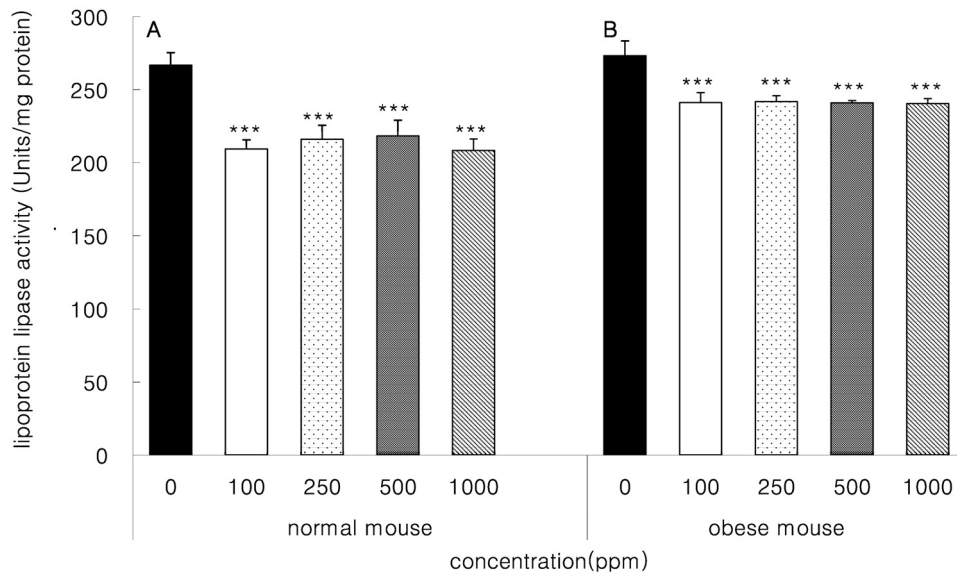 lipoprotein lipase activity (Units/mg protein)
300
250
200
150
100
50
0
A
***
***
***
***
B
***
***
***
***
0 100 250 500 1000 0 100 250 500 1000
normal mouse obese mouse
concentration(ppm)